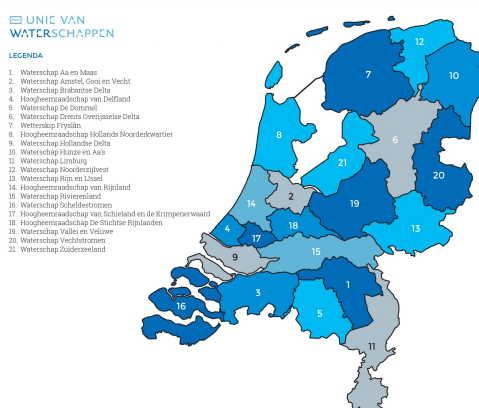 UNIE VAN
WATERSCHAPPEN
LEGENDA
1. Waterschap Aa en Maas
2. Waterschap Amstel, Gooi en Vecht
3. Waterschap Brabantse Delta
4. Hoogheemraadschap van Delfland
5. Waterschap De Dommel
6. Waterschap Drents Overijsselse Delta
7. Wetterskip Fryslân
8. Hoogheemraadschap Hollands Noorderkwartier
9. Waterschap Hollandse Delta
10. Waterschap Hunze en Aa's
11. Waterschap Limburg
12. Waterschap Noorderzijlvest
13. Waterschap Rijn en IJssel
14. Hoogheemraadschap van Rijnland
15. Waterschap Rivierenland
16. Waterschap Scheldestromen
17. Hoogheemraadschap van Schieland en de Krimpenerwaard
18. Hoogheemraadschap De Stichtse Rijnlanden
19. Waterschap Vallei en Veluwe
20. Waterschap Vechtstromen
21. Waterschap Zuiderzeeland
12
7
10
8
6
21
20
2
14
19
18
4
17
13
15
9
1
3
16
5
11